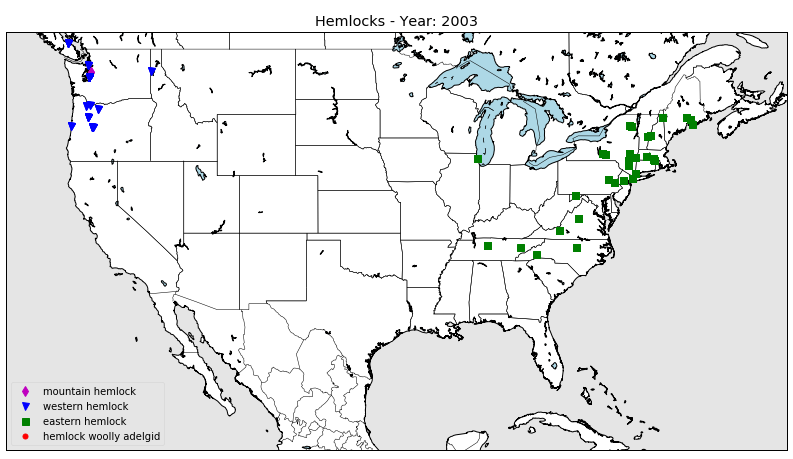 Hemlocks - Year: 2003
mountain hemlock
western hemlock
eastern hemlock
hemlock woolly adelgid